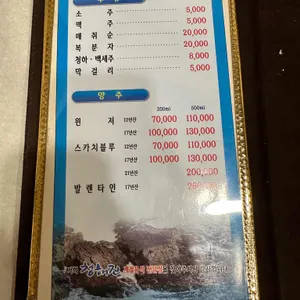 소 주 5,000
맥 주 5,000
매 취 순 20,000
복 분 자 20,000
청하·백세주 8,000
막 걸 리 5,000
양 주
350ml 500ml
윈 저 12년산 70,000 110,000
17년산 100,000 130,000
스카치블루 12년산 70,000 110,000
17년산 100,000 130,000
21년산 200,000
발렌타인 17년산